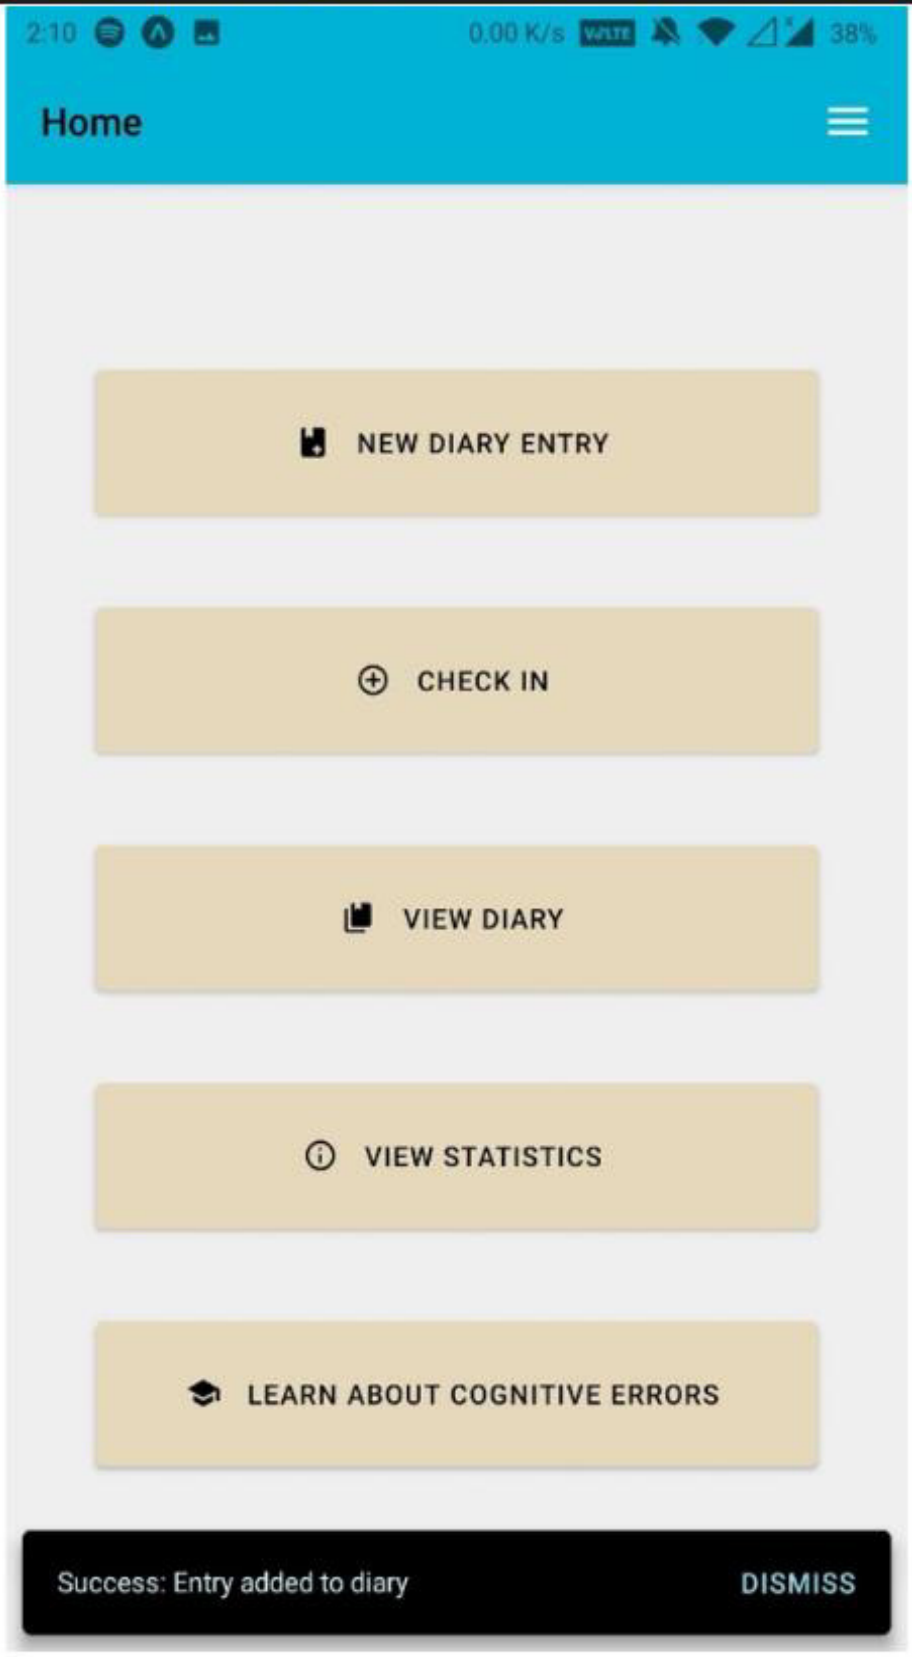 2:10 0.00 K/s VoLTE 38%
Home
NEW DIARY ENTRY
CHECK IN
VIEW DIARY
VIEW STATISTICS
LEARN ABOUT COGNITIVE ERRORS
Success: Entry added to diary DISMISS